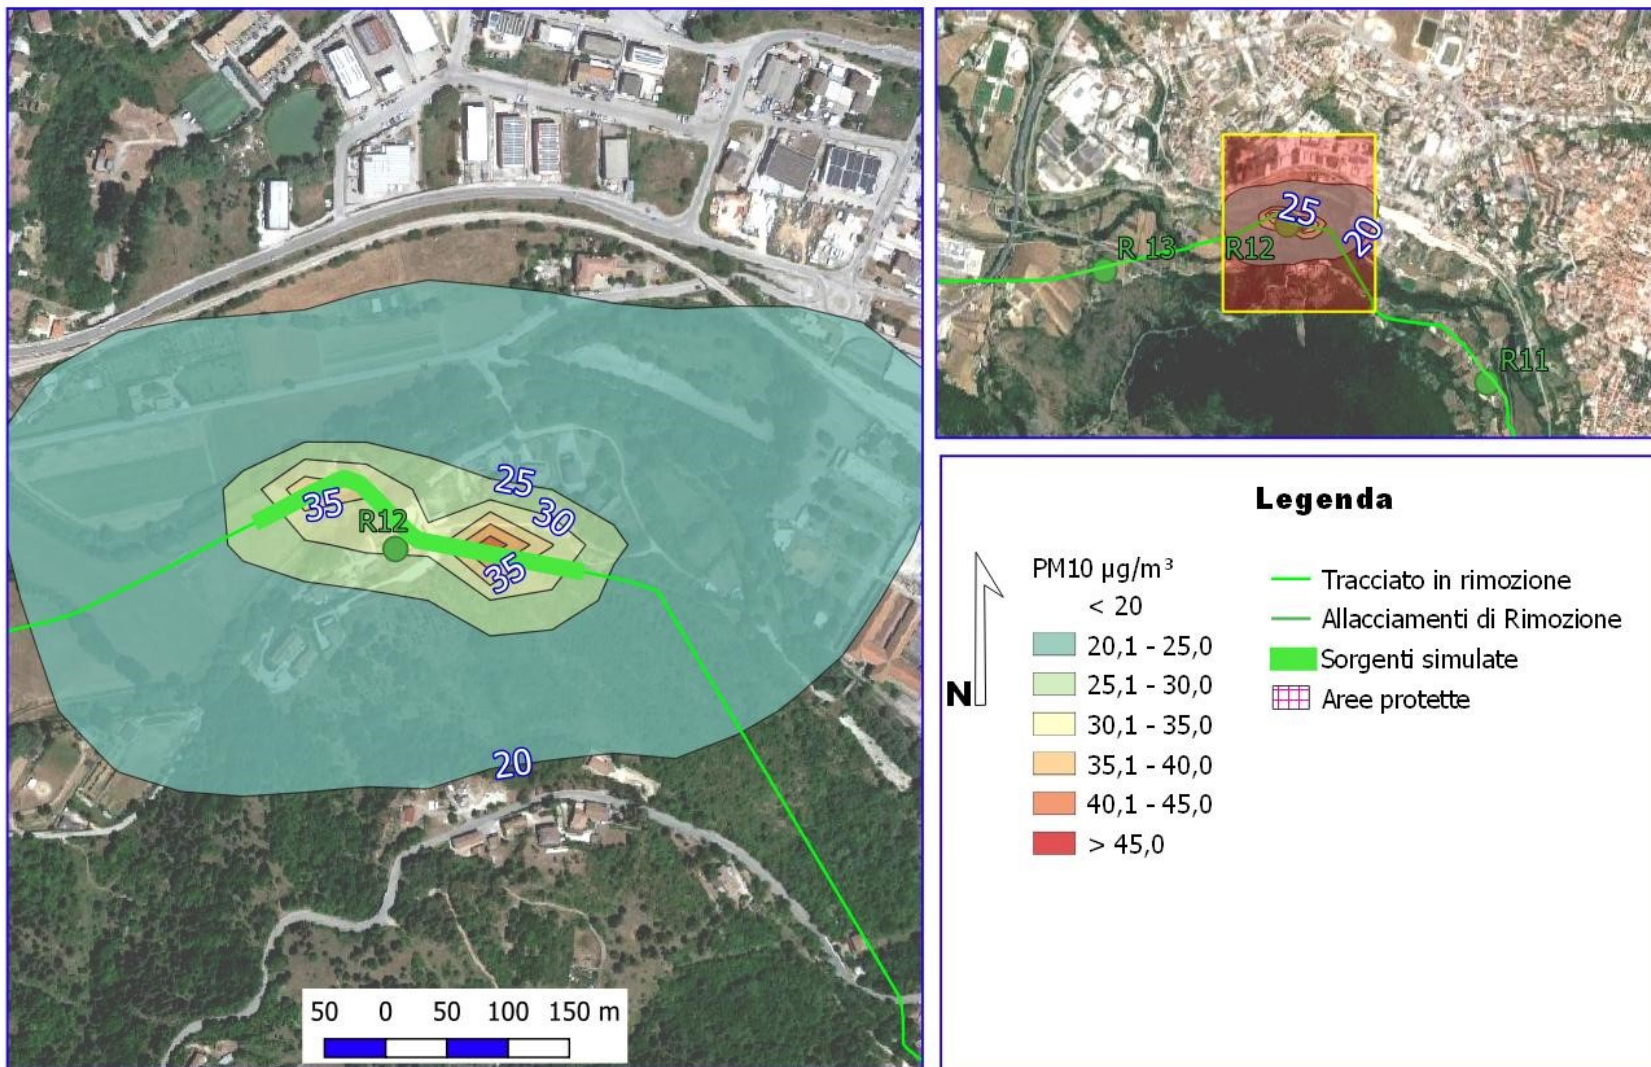 25
30
35
R12
35
20
50 0 50 100 150 m
25
20
R 13
R12
R11
Legenda
N
PM10 µg/m³
< 20
20,1 - 25,0
25,1 - 30,0
30,1 - 35,0
35,1 - 40,0
40,1 - 45,0
> 45,0
Tracciato in rimozione
Allacciamenti di Rimozione
Sorgenti simulate
Aree protette